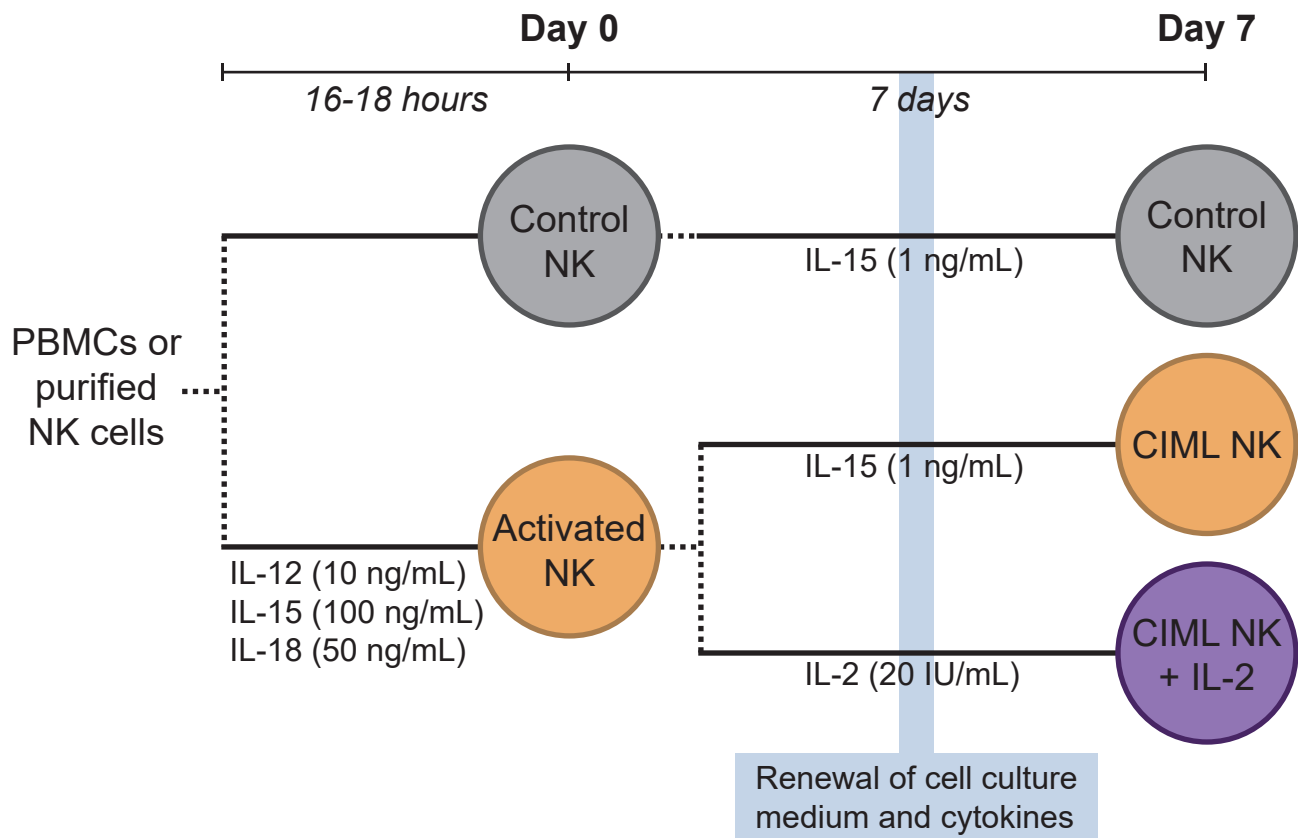 Day 0
Day 7
16-18 hours
7 days
Control
NK
IL-15 (1 ng/mL)
Control
NK
PBMCs or
purified
NK cells
IL-15 (1 ng/mL)
CIML NK
Activated
NK
IL-12 (10 ng/mL)
IL-15 (100 ng/mL)
IL-18 (50 ng/mL)
IL-2 (20 IU/mL)
CIML NK
+ IL-2
Renewal of cell culture
medium and cytokines